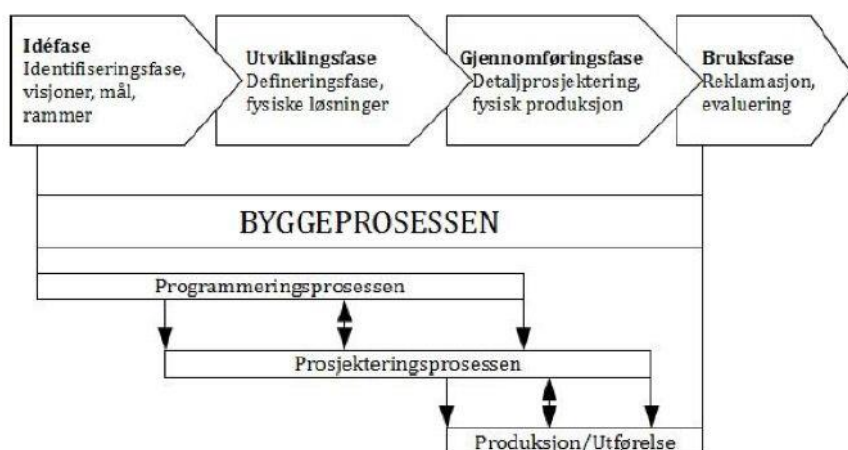 Idéfase
Identifiseringsfase,
visjoner, mål,
rammer
Utviklingsfase
Defineringsfase,
fysiske løsninger
Gjennomføringsfase
Detaljprosjektering,
fysisk produksjon
Bruksfase
Reklamasjon,
evaluering
BYGGEPROSESSEN
Programmeringsprosessen
Prosjekteringsprosessen
Produksjon/Utførelse